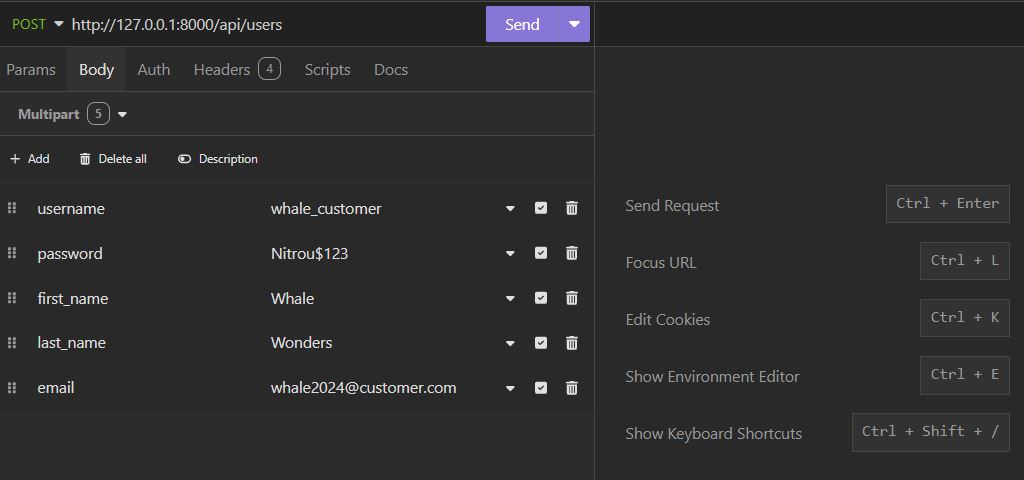 POST http://127.0.0.1:8000/api/users Send
Params Body Auth Headers 4 Scripts Docs
Multipart 5
Add Delete all Description
username whale_customer
password Nitrou$123
first_name Whale
last_name Wonders
email whale2024@customer.com
Send Request Ctrl + Enter
Focus URL Ctrl + L
Edit Cookies Ctrl + K
Show Environment Editor Ctrl + E
Show Keyboard Shortcuts Ctrl + Shift + /